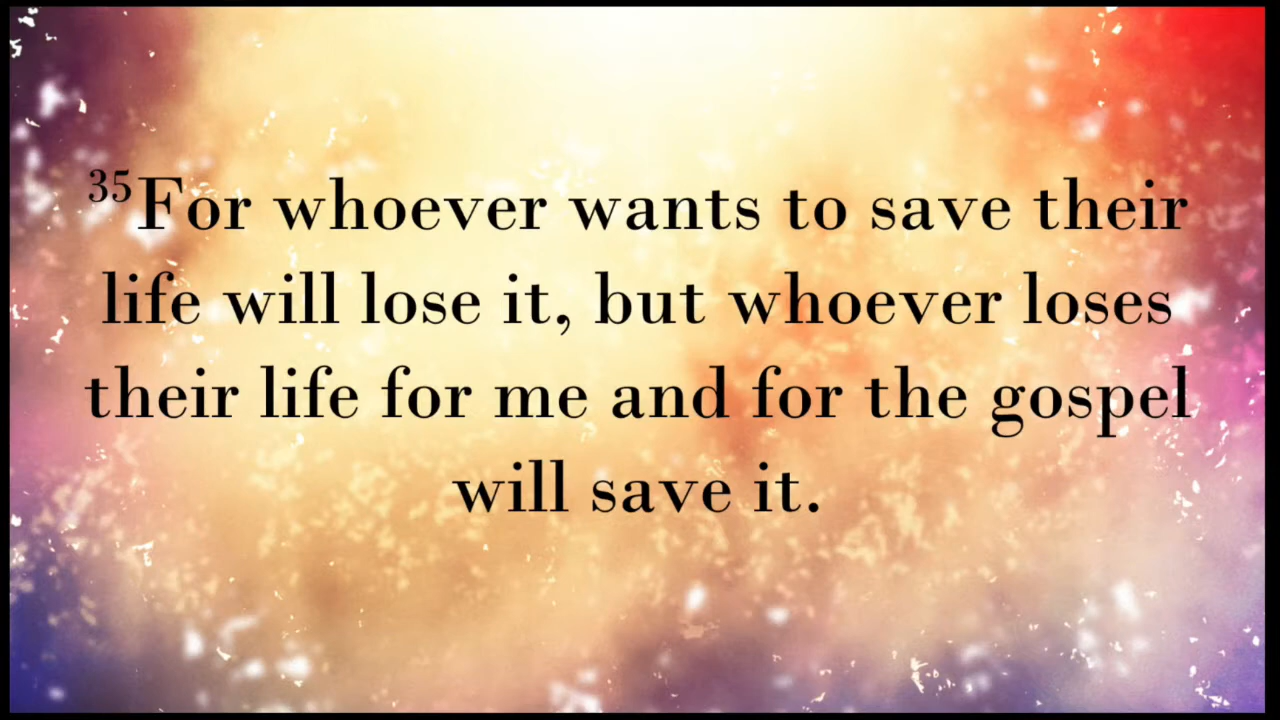 ³⁵For whoever wants to save their
life will lose it, but whoever loses
their life for me and for the gospel
will save it.